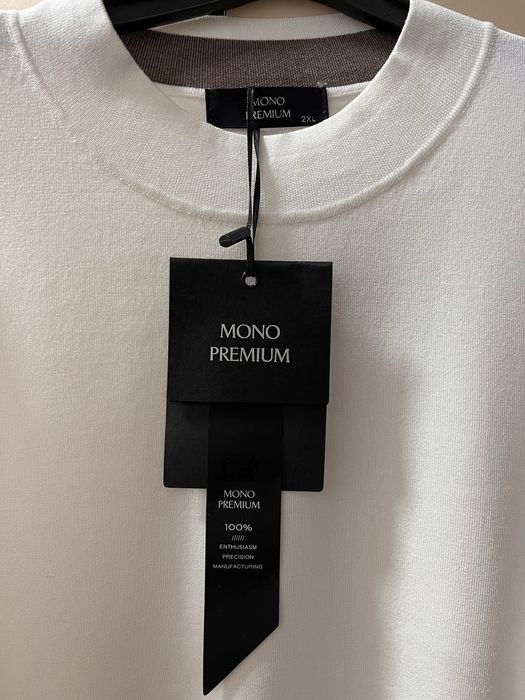 MONO
PREMIUM
2XL
MONO
PREMIUM
MONO
PREMIUM
100%
//////
ENTHUSIASM
PRECISION
MANUFACTURING